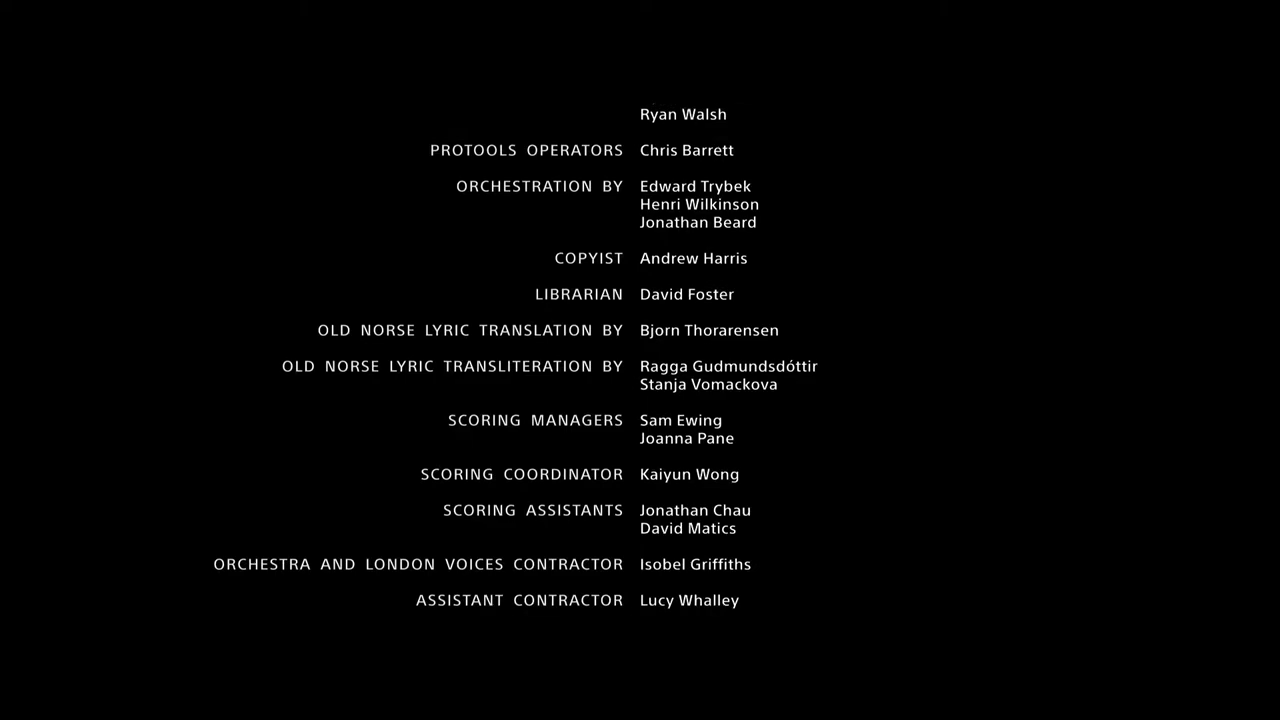 Ryan Walsh
PROTOOLS OPERATORS Chris Barrett
ORCHESTRATION BY Edward Trybek
Henri Wilkinson
Jonathan Beard
COPYIST Andrew Harris
LIBRARIAN David Foster
OLD NORSE LYRIC TRANSLATION BY Bjorn Thorarensen
OLD NORSE LYRIC TRANSLITERATION BY Ragga Gudmundsdóttir
Stanja Vomackova
SCORING MANAGERS Sam Ewing
Joanna Pane
SCORING COORDINATOR Kaiyun Wong
SCORING ASSISTANTS Jonathan Chau
David Matics
ORCHESTRA AND LONDON VOICES CONTRACTOR Isobel Griffiths
ASSISTANT CONTRACTOR Lucy Whalley